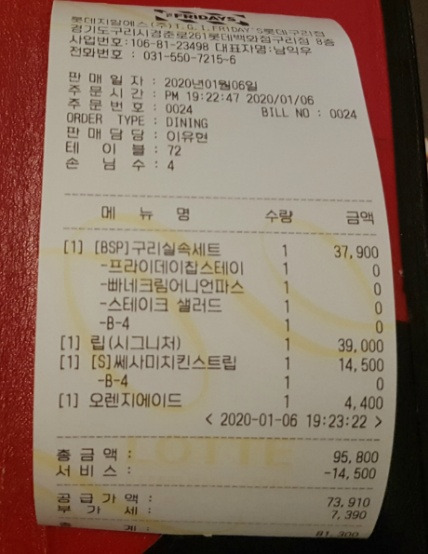 FRIDAYS
롯데지알에스(주)T.G.I.FRIDAY'S롯데구리점
경기도구리시경춘로261롯데백화점구리점 8층
사업번호:106-81-23498 대표자명:남익우
전화번호 : 031-550-7215-6
판 매 일 자 : 2020년01월06일
주 문 시 간 : PM 19:22:47 2020/01/06
주 문 번 호 : 0024 BILL NO : 0024
ORDER TYPE : DINING
판 매 담 당 : 이유현
테 이 블 : 72
손 님 수 : 4
메 뉴 명 수량 금액
[1] [BSP]구리실속세트 1 37,900
-프라이데이찹스테이 1 0
-빠네크림어니언파스 1 0
-스테이크 샐러드 1 0
-B-4 1 0
[1] 립(시그니처) 1 39,000
[1] [S]쎄사미치킨스트립 1 14,500
-B-4 1 0
[1] 오렌지에이드 1 4,400
< 2020-01-06 19:23:22 >
총 금 액 : 95,800
서 비 스 : -14,500
공 급 가 액 : 73,910
부 가 세 : 7,390
계 : 81,300